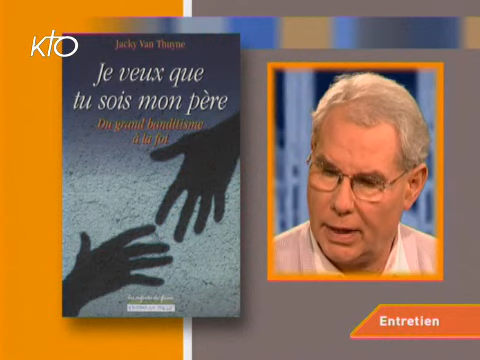 KTO
Jacky Van Thuyne
Je veux que
tu sois mon père
Du grand banditisme
à la foi
Entretien